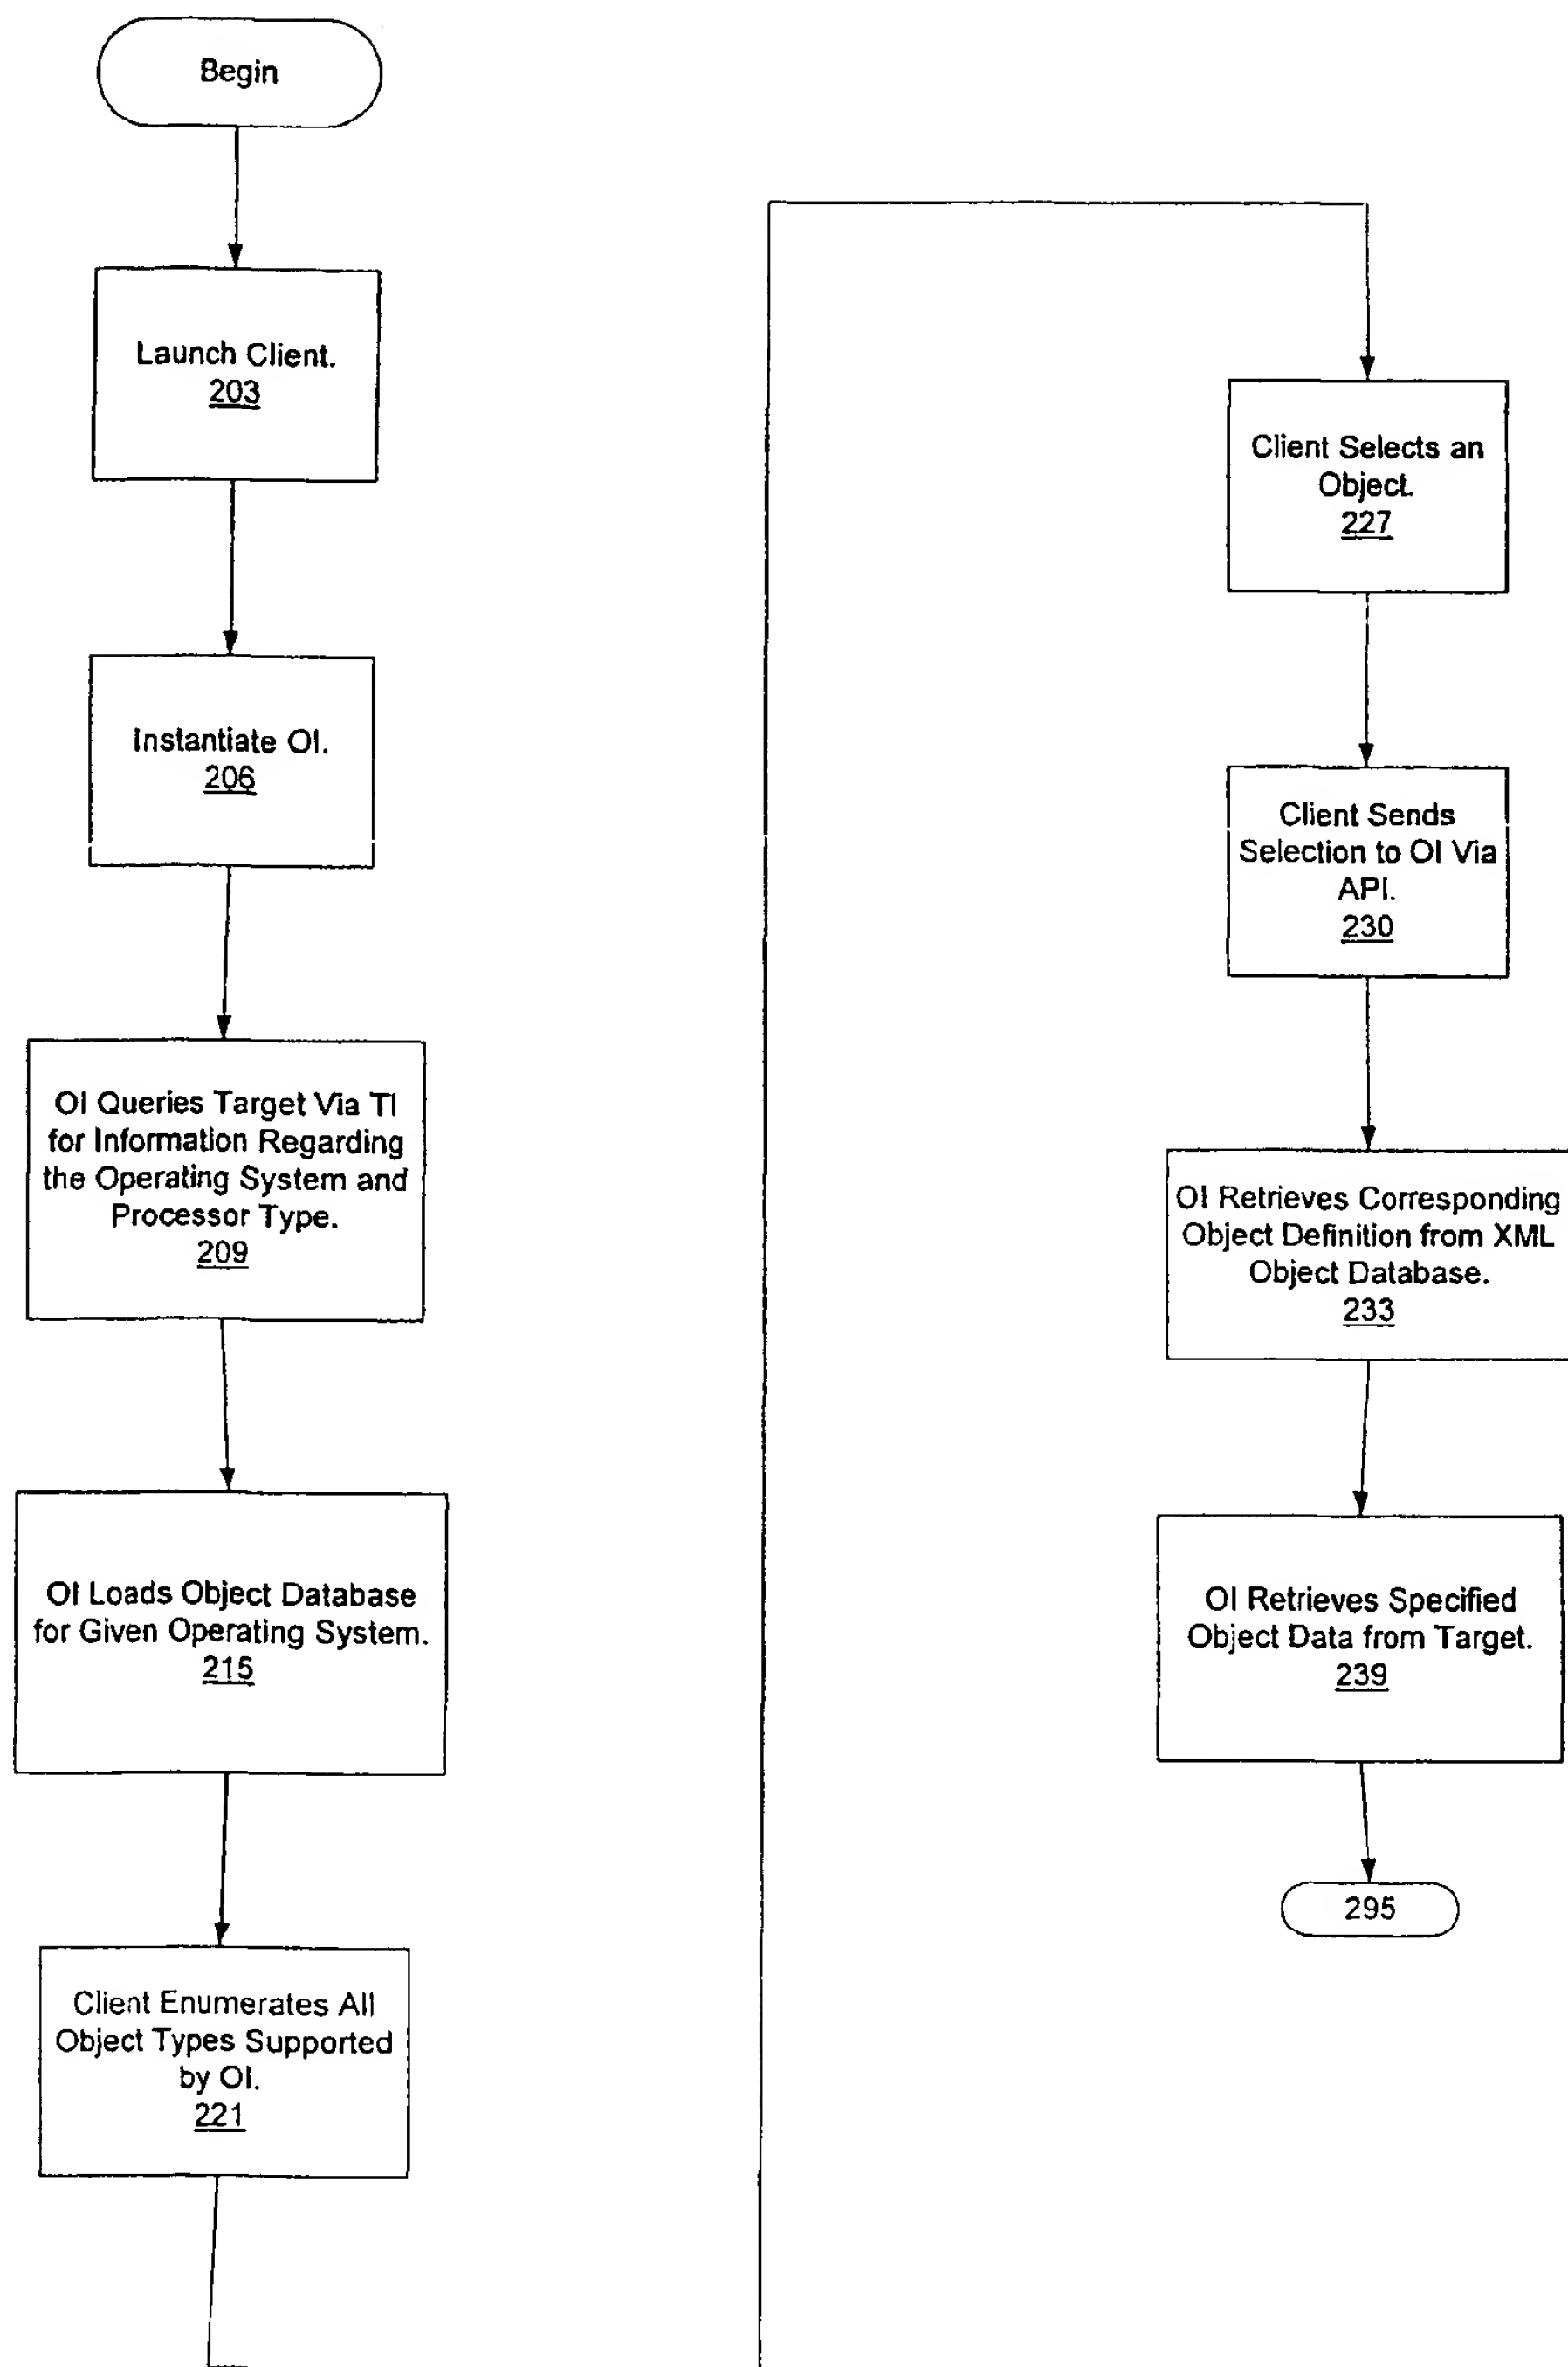 Begin
Launch Client.
203
Instantiate OI.
206
OI Queries Target Via TI
for Information Regarding
the Operating System and
Processor Type.
209
OI Loads Object Database
for Given Operating System.
215
Client Enumerates All
Object Types Supported
by OI.
221
Client Selects an
Object.
227
Client Sends
Selection to OI Via
API.
230
OI Retrieves Corresponding
Object Definition from XML
Object Database.
233
OI Retrieves Specified
Object Data from Target.
239
295